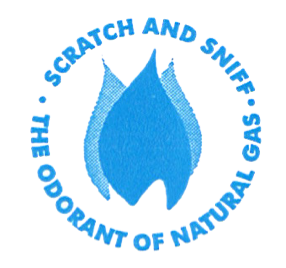 SCRATCH AND SNIFF
• THE ODORANT OF NATURAL GAS •